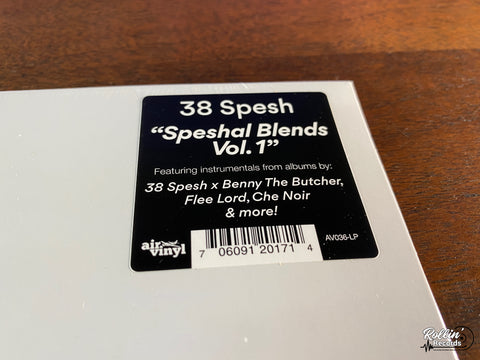 38 Spesh
“Speshal Blends
Vol. 1”
Featuring instrumentals from albums by:
38 Spesh x Benny The Butcher,
Flee Lord, Che Noir
& more!
air
vinyl
7 06091 20171 4
AV036-LP
Rollin'
Records